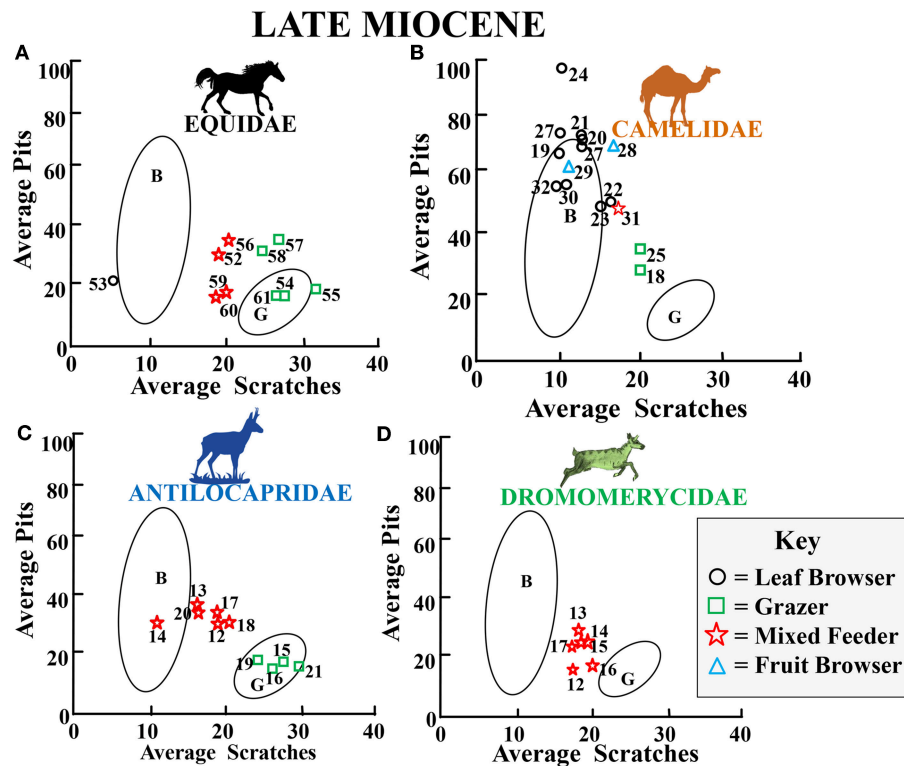 LATE MIOCENE
A
EQUIDAE
Average Pits
100
80
60
40
20
0
B
G
53
56
52
57
58
59
60
61
54
55
0
10
20
30
40
Average Scratches
B
CAMELIDAE
Average Pits
100
80
60
40
20
0
24
27
21
20
19
27
28
29
32
30
B
22
23
31
25
18
G
0
10
20
30
40
Average Scratches
C
ANTILOCAPRIDAE
Average Pits
100
80
60
40
20
0
B
14
13
20
17
12
18
19
15
16
21
G
0
10
20
30
40
Average Scratches
D
DROMOMERYCIDAE
Average Pits
100
80
60
40
20
0
B
13
14
17
15
12
16
G
0
10
20
30
40
Average Scratches
Key
= Leaf Browser
= Grazer
= Mixed Feeder
= Fruit Browser